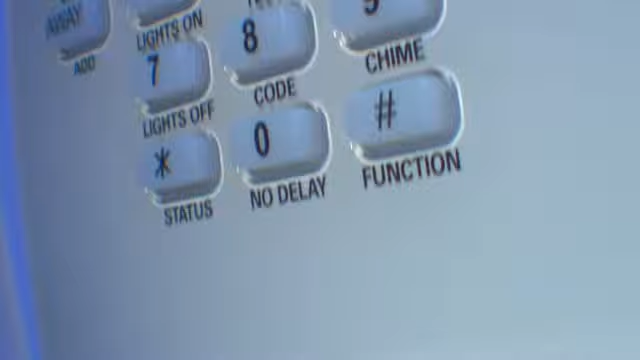 AWAY
ADD
LIGHTS ON
7
LIGHTS OFF
8
CODE
9
CHIME
*
STATUS
0
NO DELAY
#
FUNCTION